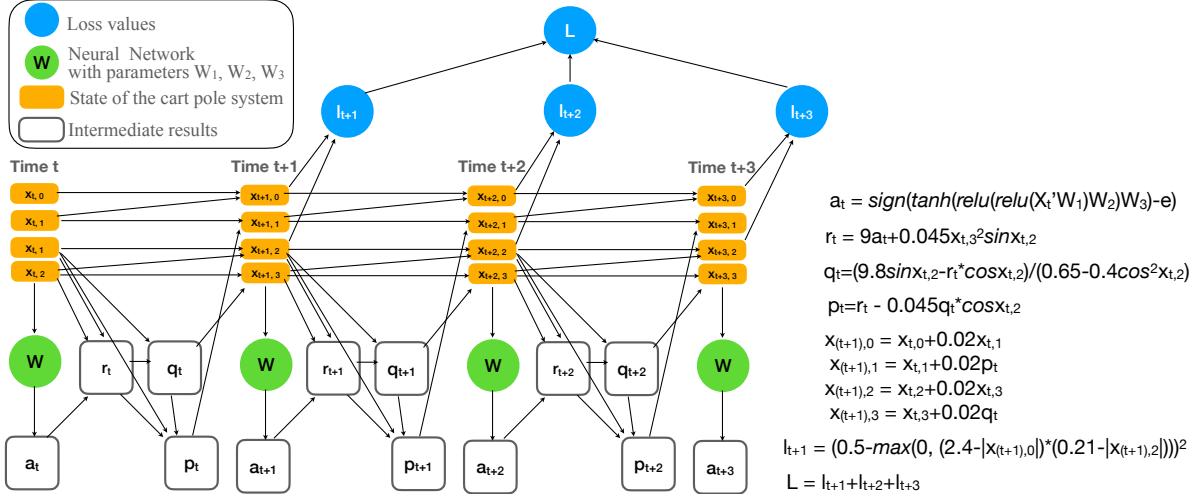 Loss values
W
Neural Network
with parameters W₁, W₂, W₃
State of the cart pole system
Intermediate results
L
lₜ₊₁
lₜ₊₂
lₜ₊₃
Time t
Time t+1
Time t+2
Time t+3
xₜ, ₀
xₜ₊₁, ₀
xₜ₊₂, ₀
xₜ₊₃, ₀
xₜ, ₁
xₜ₊₁, ₁
xₜ₊₂, ₁
xₜ₊₃, ₁
xₜ, ₁
xₜ₊₁, ₂
xₜ₊₂, ₂
xₜ₊₃, ₂
xₜ, ₂
xₜ₊₁, ₃
xₜ₊₂, ₃
xₜ₊₃, ₃
W
rₜ
qₜ
W
rₜ₊₁
qₜ₊₁
W
rₜ₊₂
qₜ₊₂
W
aₜ
pₜ
aₜ₊₁
pₜ₊₁
aₜ₊₂
pₜ₊₂
aₜ₊₃
aₜ = sign(tanh(relu(relu(Xₜ'W₁)W₂)W₃)-e)
rₜ = 9aₜ+0.045xₜ,₃²sinxₜ,₂
qₜ=(9.8sinxₜ,₂-rₜ*cosxₜ,₂)/(0.65-0.4cos²xₜ,₂)
pₜ=rₜ - 0.045qₜ*cosxₜ,₂
x₍ₜ₊₁₎,₀ = xₜ,₀+0.02xₜ,₁
x₍ₜ₊₁₎,₁ = xₜ,₁+0.02pₜ
x₍ₜ₊₁₎,₂ = xₜ,₂+0.02xₜ,₃
x₍ₜ₊₁₎,₃ = xₜ,₃+0.02qₜ
lₜ₊₁ = (0.5-max(0, (2.4-|x₍ₜ₊₁₎,₀|)*(0.21-|x₍ₜ₊₁₎,₂|)))²
L = lₜ₊₁+lₜ₊₂+lₜ₊₃